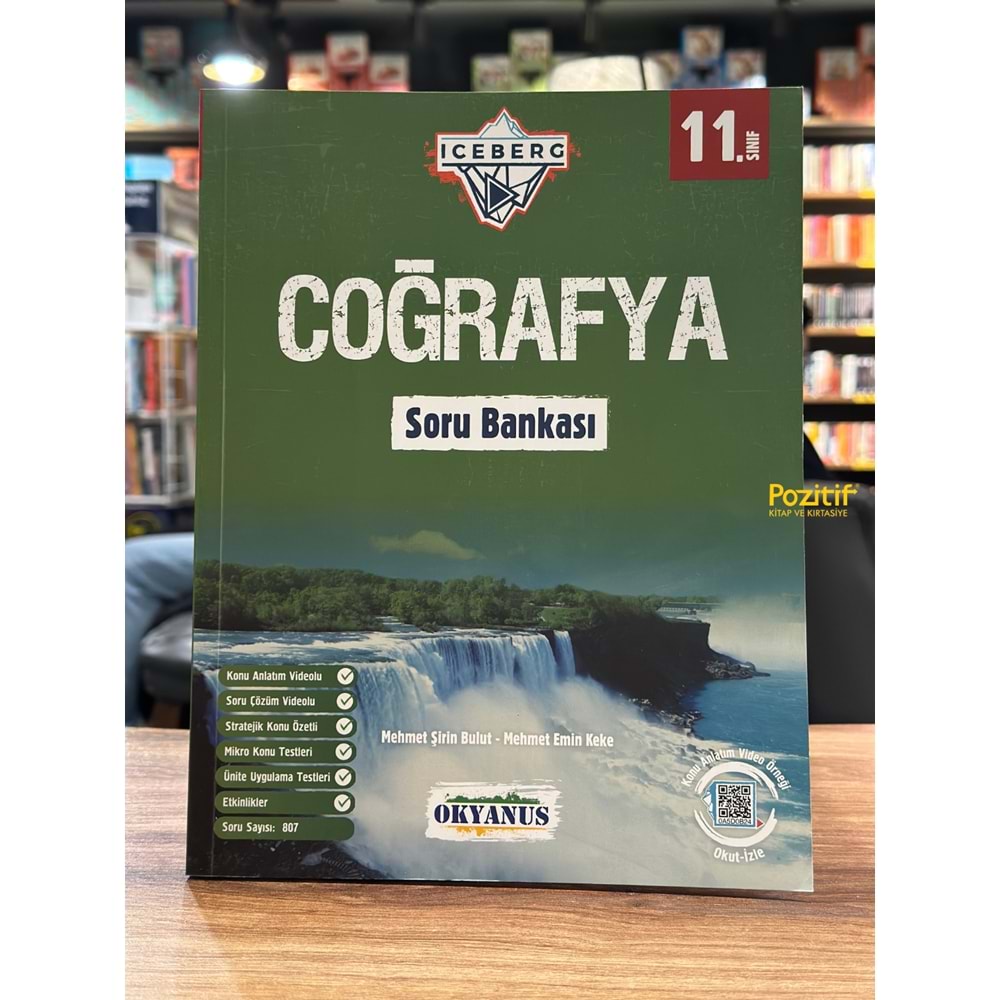 ICEBERG
11.
SINIF
COĞRAFYA
Soru Bankası
Pozitif
KİTAP VE KIRTASİYE
Konu Anlatım Videolu
Soru Çözüm Videolu
Stratejik Konu Özetli
Mikro Konu Testleri
Ünite Uygulama Testleri
Etkinlikler
Soru Sayısı: 807
Mehmet Şirin Bulut - Mehmet Emin Keke
OKYANUS
Konu Anlatım Video Örneği
0A5D0B24
Okut-İzle